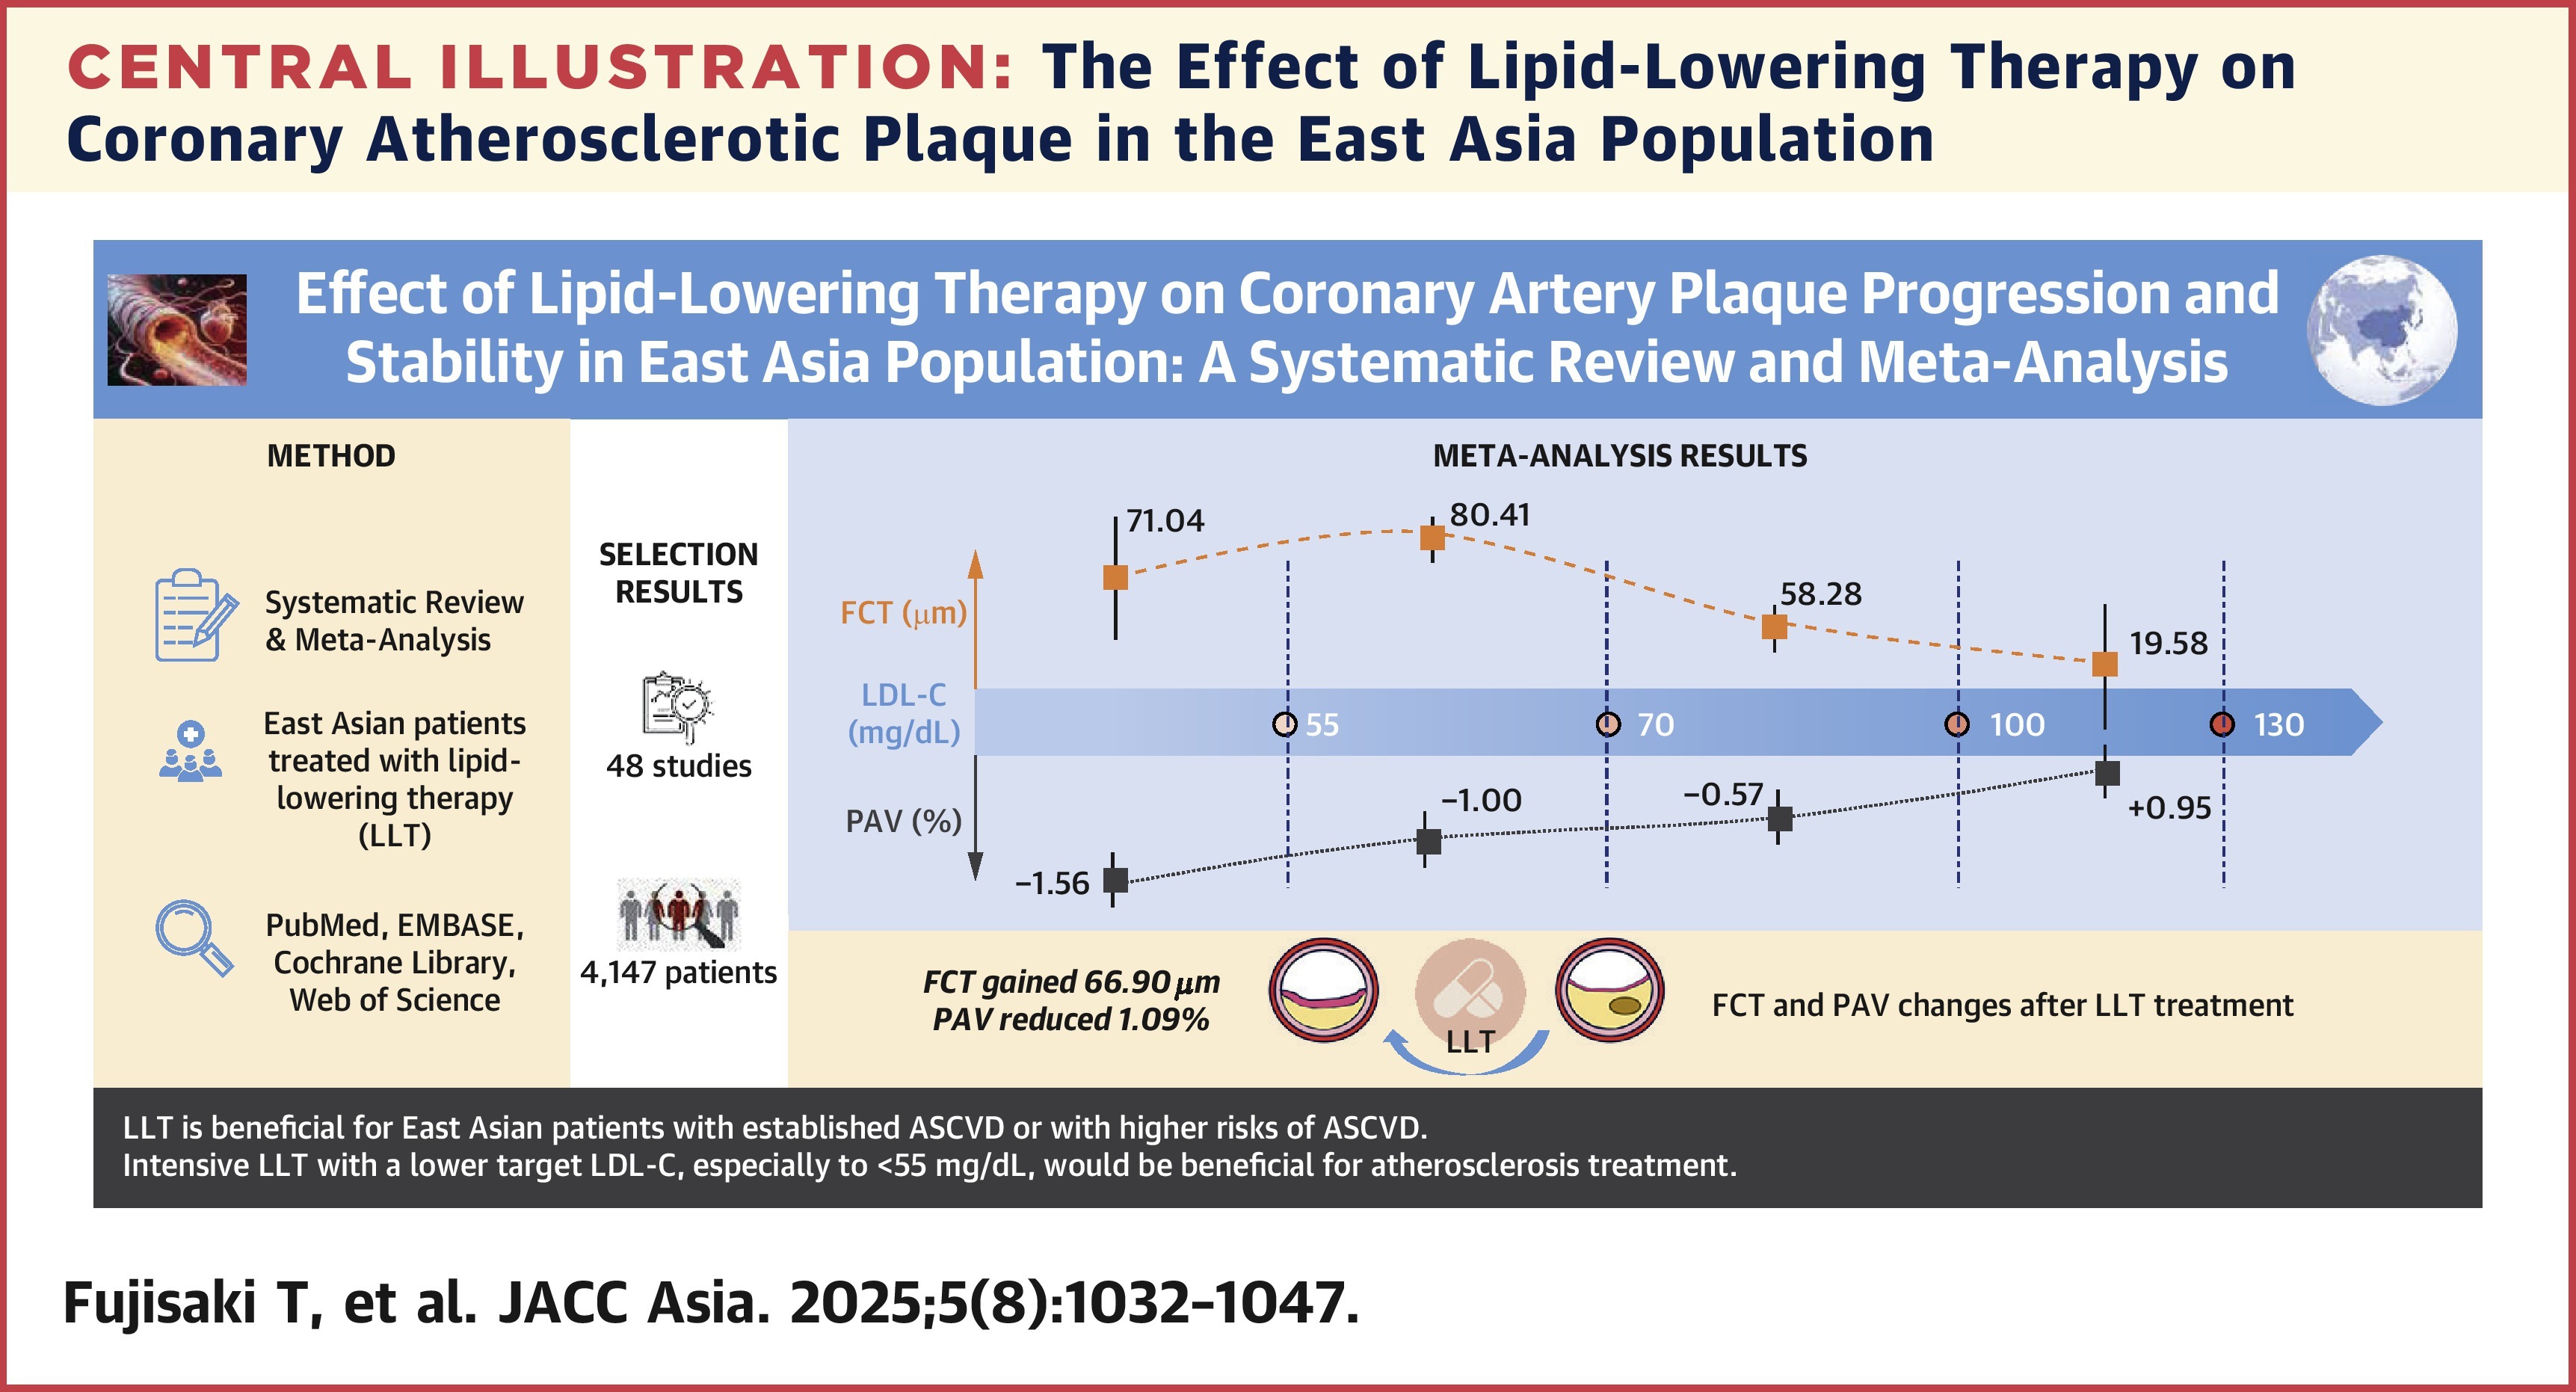 CENTRAL ILLUSTRATION: The Effect of Lipid-Lowering Therapy on
Coronary Atherosclerotic Plaque in the East Asia Population
Effect of Lipid-Lowering Therapy on Coronary Artery Plaque Progression and
Stability in East Asia Population: A Systematic Review and Meta-Analysis
METHOD
Systematic Review
& Meta-Analysis
East Asian patients
treated with lipid-
lowering therapy
(LLT)
PubMed, EMBASE,
Cochrane Library,
Web of Science
SELECTION
RESULTS
48 studies
4,147 patients
META-ANALYSIS RESULTS
71.04
80.41
58.28
19.58
FCT (μm)
LDL-C
(mg/dL)
55
70
100
130
PAV (%)
−1.56
−1.00
−0.57
+0.95
FCT gained 66.90 μm
PAV reduced 1.09%
LLT
FCT and PAV changes after LLT treatment
LLT is beneficial for East Asian patients with established ASCVD or with higher risks of ASCVD.
Intensive LLT with a lower target LDL-C, especially to <55 mg/dL, would be beneficial for atherosclerosis treatment.
Fujisaki T, et al. JACC Asia. 2025;5(8):1032–1047.